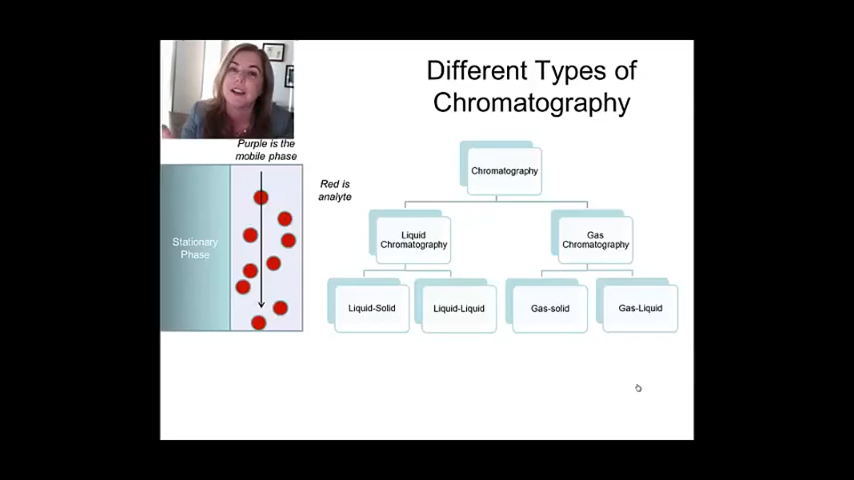 Different Types of
Chromatography
Purple is the
mobile phase
Red is
analyte
Stationary
Phase
Chromatography
Liquid
Chromatography
Gas
Chromatography
Liquid-Solid
Liquid-Liquid
Gas-solid
Gas-Liquid